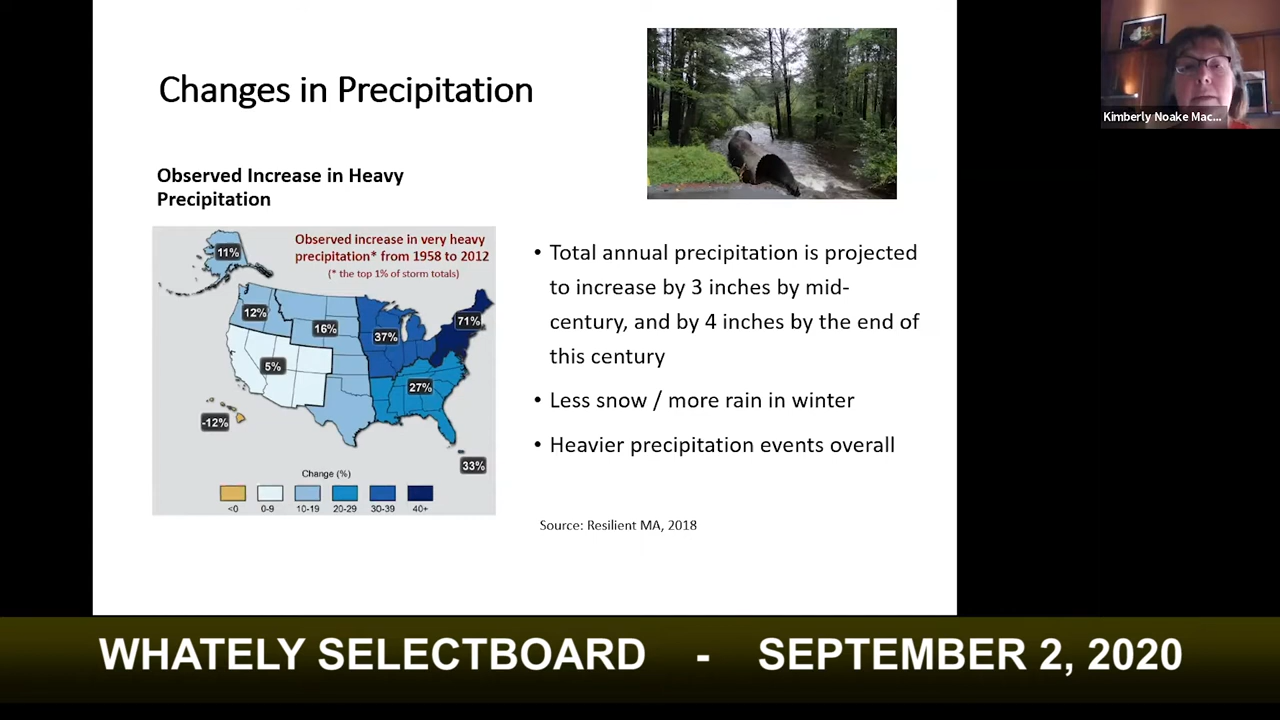 Changes in Precipitation
Kimberly Noake Mac...
Observed Increase in Heavy
Precipitation
Observed increase in very heavy
precipitation* from 1958 to 2012
(* the top 1% of storm totals)
11%
12%
16%
37%
71%
5%
27%
-12%
33%
Change (%)
<0
0-9
10-19
20-29
30-39
40+
• Total annual precipitation is projected
to increase by 3 inches by mid-
century, and by 4 inches by the end of
this century
• Less snow / more rain in winter
• Heavier precipitation events overall
Source: Resilient MA, 2018
WHATELY SELECTBOARD - SEPTEMBER 2, 2020